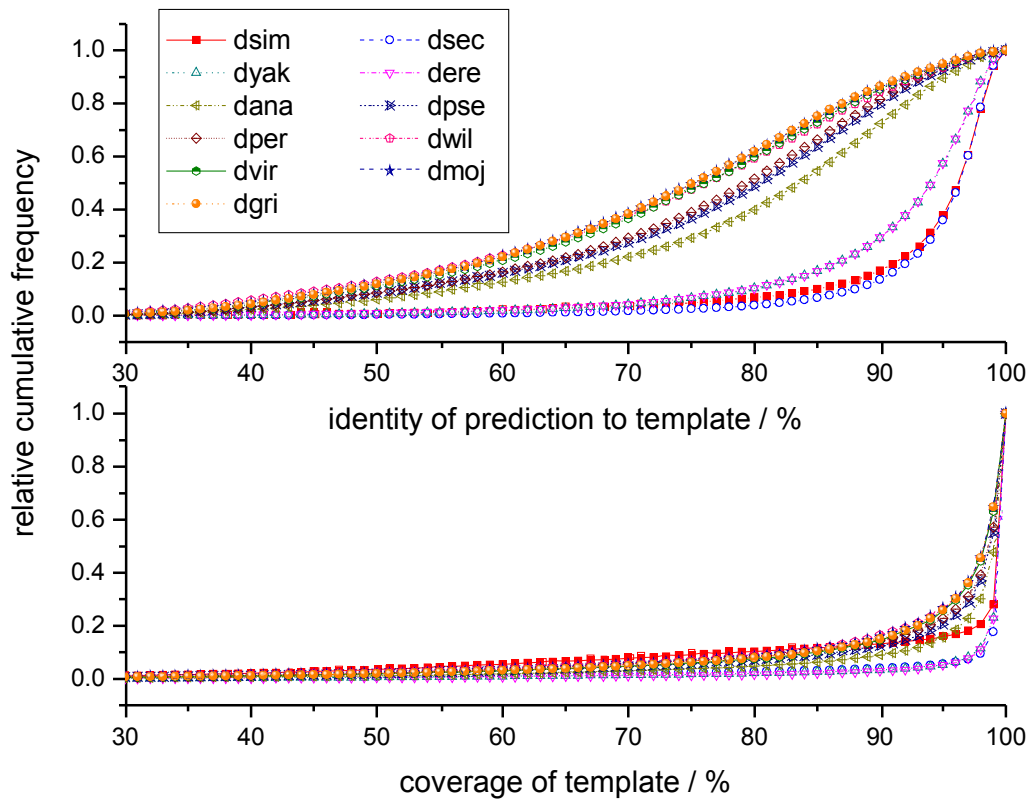 dsim dsec
dyak dere
dana dpse
dper dwil
dvir dmoj
dgri
relative cumulative frequency
1.0
0.8
0.6
0.4
0.2
0.0
30 40 50 60 70 80 90 100
identity of prediction to template / %
1.0
0.8
0.6
0.4
0.2
0.0
30 40 50 60 70 80 90 100
coverage of template / %